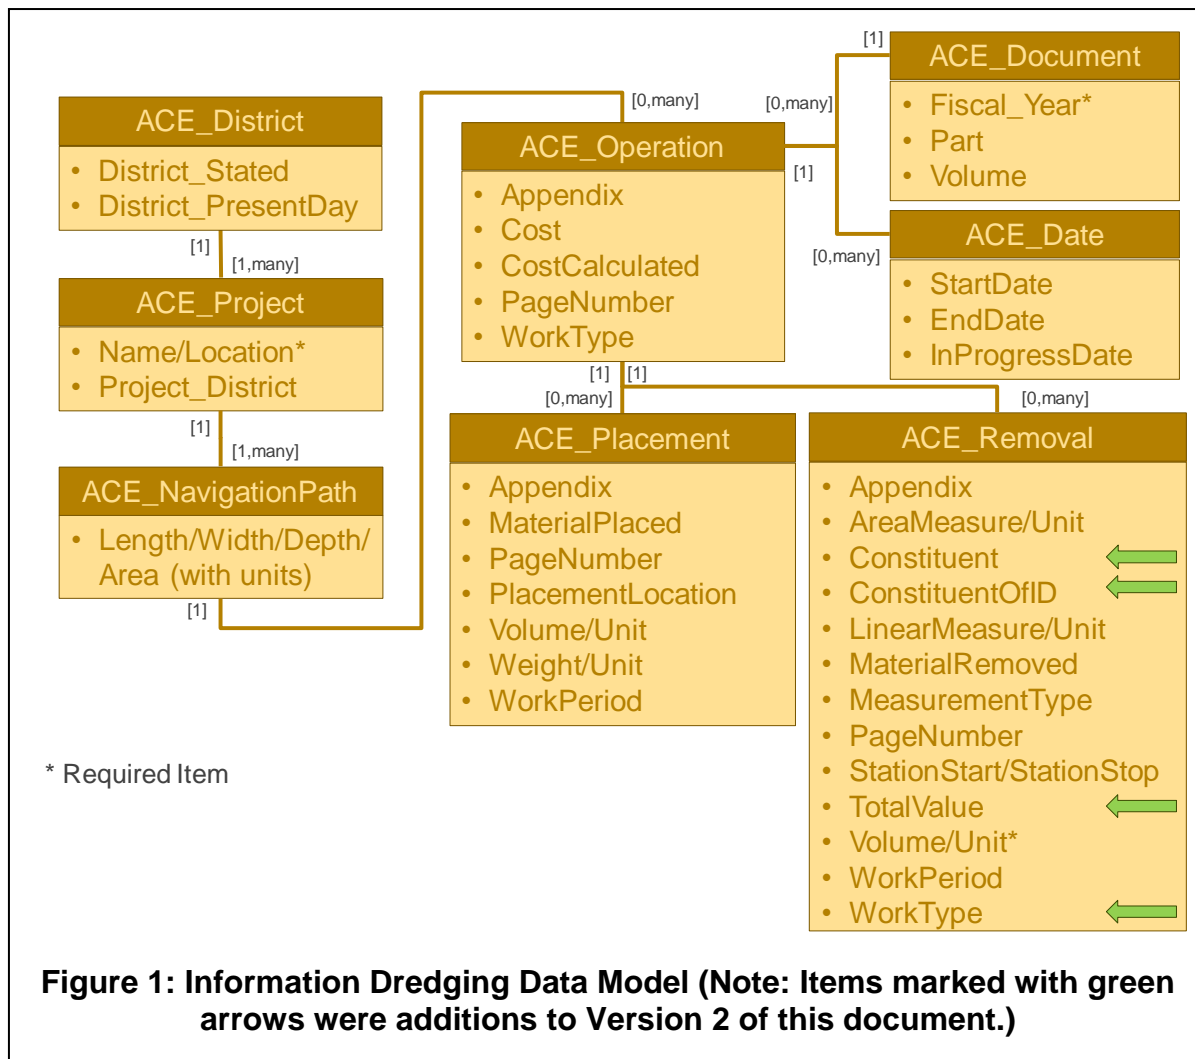 ACE_District
• District_Stated
• District_PresentDay
[1]
[1,many]
ACE_Project
• Name/Location*
• Project_District
[1]
[1,many]
ACE_NavigationPath
• Length/Width/Depth/
Area (with units)
[1]
[0,many]
ACE_Operation
• Appendix
• Cost
• CostCalculated
• PageNumber
• WorkType
[1]
[0,many]
[1]
[0,many]
ACE_Document
• Fiscal_Year*
• Part
• Volume
ACE_Date
• StartDate
• EndDate
• InProgressDate
[1]
[1]
[0,many]
[0,many]
ACE_Placement
• Appendix
• MaterialPlaced
• PageNumber
• PlacementLocation
• Volume/Unit
• Weight/Unit
• WorkPeriod
ACE_Removal
• Appendix
• AreaMeasure/Unit
• Constituent
• ConstituentOfID
• LinearMeasure/Unit
• MaterialRemoved
• MeasurementType
• PageNumber
• StationStart/StationStop
• TotalValue
• Volume/Unit*
• WorkPeriod
• WorkType
* Required Item
Figure 1: Information Dredging Data Model (Note: Items marked with green
arrows were additions to Version 2 of this document.)